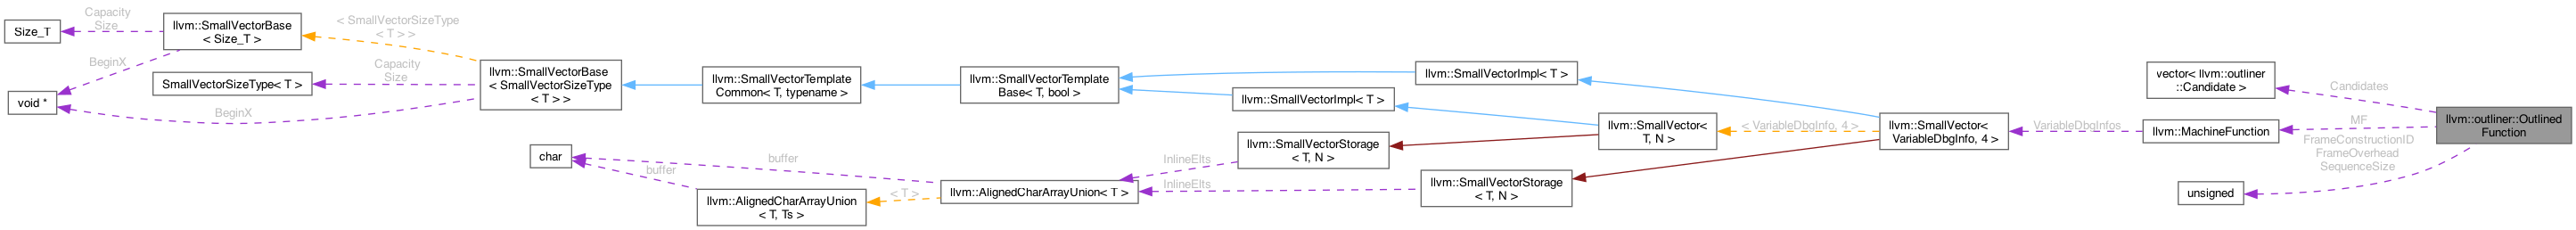 Size_T
void *
Capacity
Size
BeginX
llvm::SmallVectorBase
< Size_T >
SmallVectorSizeType< T >
BeginX
< SmallVectorSizeType
< T > >
Capacity
Size
llvm::SmallVectorBase
< SmallVectorSizeType
< T > >
char
buffer
buffer
llvm::SmallVectorTemplate
Common< T, typename >
llvm::AlignedCharArrayUnion
< T, Ts >
< T >
llvm::SmallVectorTemplate
Base< T, bool >
llvm::AlignedCharArrayUnion< T >
InlineElts
InlineElts
llvm::SmallVectorImpl< T >
llvm::SmallVectorImpl< T >
llvm::SmallVectorStorage
< T, N >
llvm::SmallVectorStorage
< T, N >
llvm::SmallVector<
T, N >
< VariableDbgInfo, 4 >
llvm::SmallVector<
VariableDbgInfo, 4 >
VariableDbgInfos
vector< llvm::outliner
::Candidate >
llvm::MachineFunction
unsigned
Candidates
MF
FrameConstructionID
FrameOverhead
SequenceSize
llvm::outliner::Outlined
Function